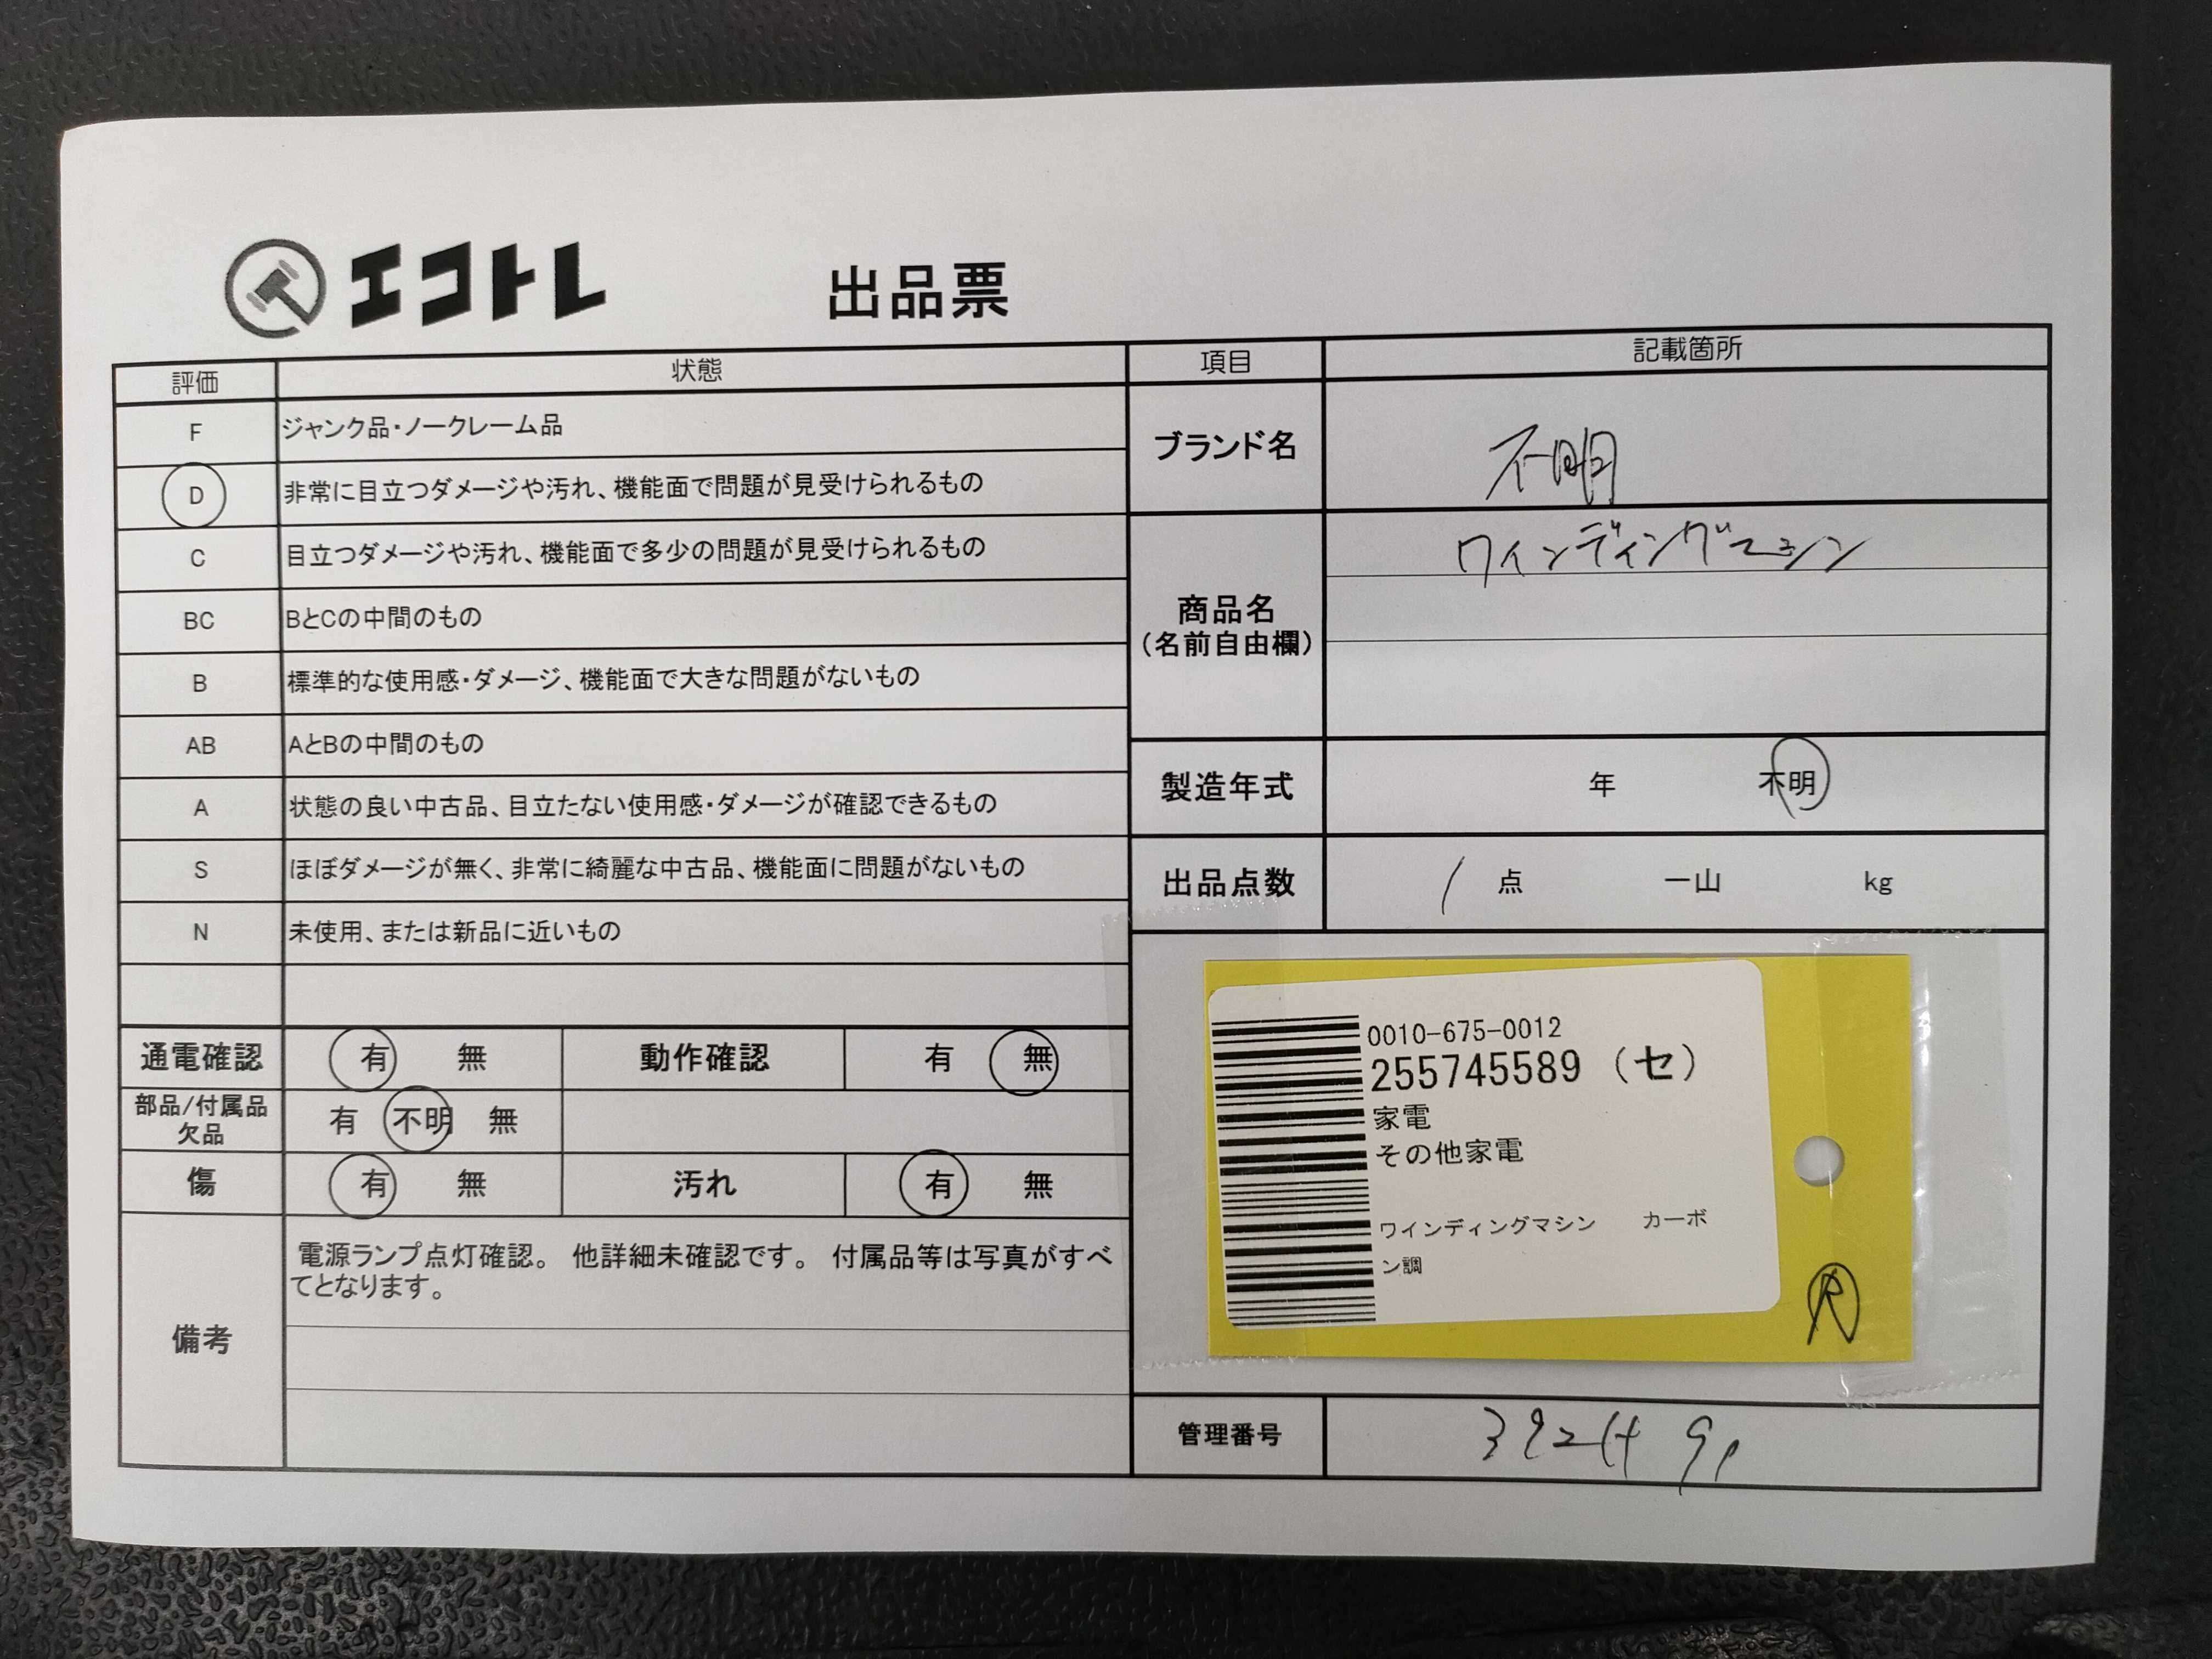 エコトレ
出品票
評価 状態
F ジャンク品・ノークレーム品
D 非常に目立つダメージや汚れ、機能面で問題が見受けられるもの
C 目立つダメージや汚れ、機能面で多少の問題が見受けられるもの
BC BとCの中間のもの
B 標準的な使用感・ダメージ、機能面で大きな問題がないもの
AB AとBの中間のもの
A 状態の良い中古品、目立たない使用感・ダメージが確認できるもの
S ほぼダメージが無く、非常に綺麗な中古品、機能面に問題がないもの
N 未使用、または新品に近いもの
通電確認 有 無 動作確認 有 無
部品/付属品
欠品 有 不明 無
傷 有 無 汚れ 有 無
備考
電源ランプ点灯確認。 他詳細未確認です。 付属品等は写真がすべ
てとなります。
項目 記載箇所
ブランド名 不明
商品名
(名前自由欄)
ワインディングマシン
製造年式 年 不明
出品点数 1 点 一山 kg
0010-675-0012
255745589 (セ)
家電
その他家電
ワインディングマシン カーボ
ン調
管理番号